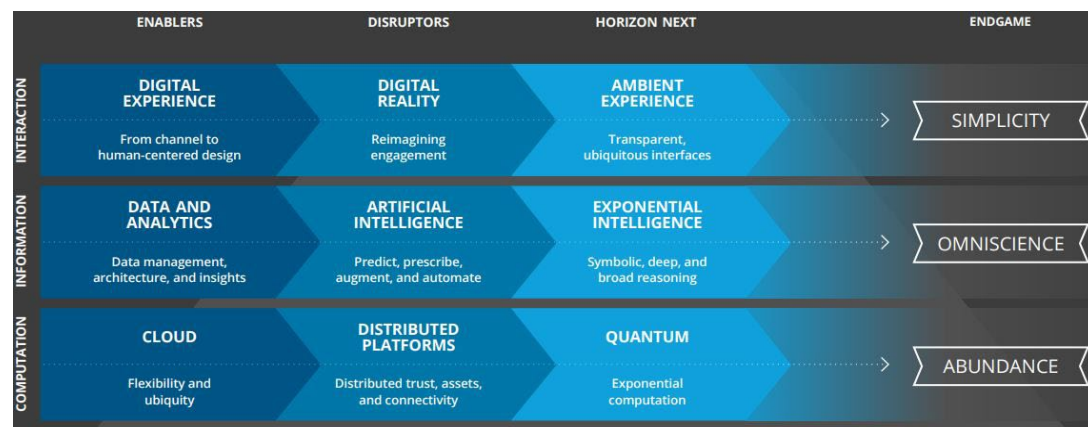 ENABLERS
DISRUPTORS
HORIZON NEXT
ENDGAME
INTERACTION
DIGITAL
EXPERIENCE
From channel to
human-centered design
DIGITAL
REALITY
Reimagining
engagement
AMBIENT
EXPERIENCE
Transparent,
ubiquitous interfaces
SIMPLICITY
INFORMATION
DATA AND
ANALYTICS
Data management,
architecture, and insights
ARTIFICIAL
INTELLIGENCE
Predict, prescribe,
augment, and automate
EXPONENTIAL
INTELLIGENCE
Symbolic, deep, and
broad reasoning
OMNISCIENCE
COMPUTATION
CLOUD
Flexibility and
ubiquity
DISTRIBUTED
PLATFORMS
Distributed trust, assets,
and connectivity
QUANTUM
Exponential
computation
ABUNDANCE